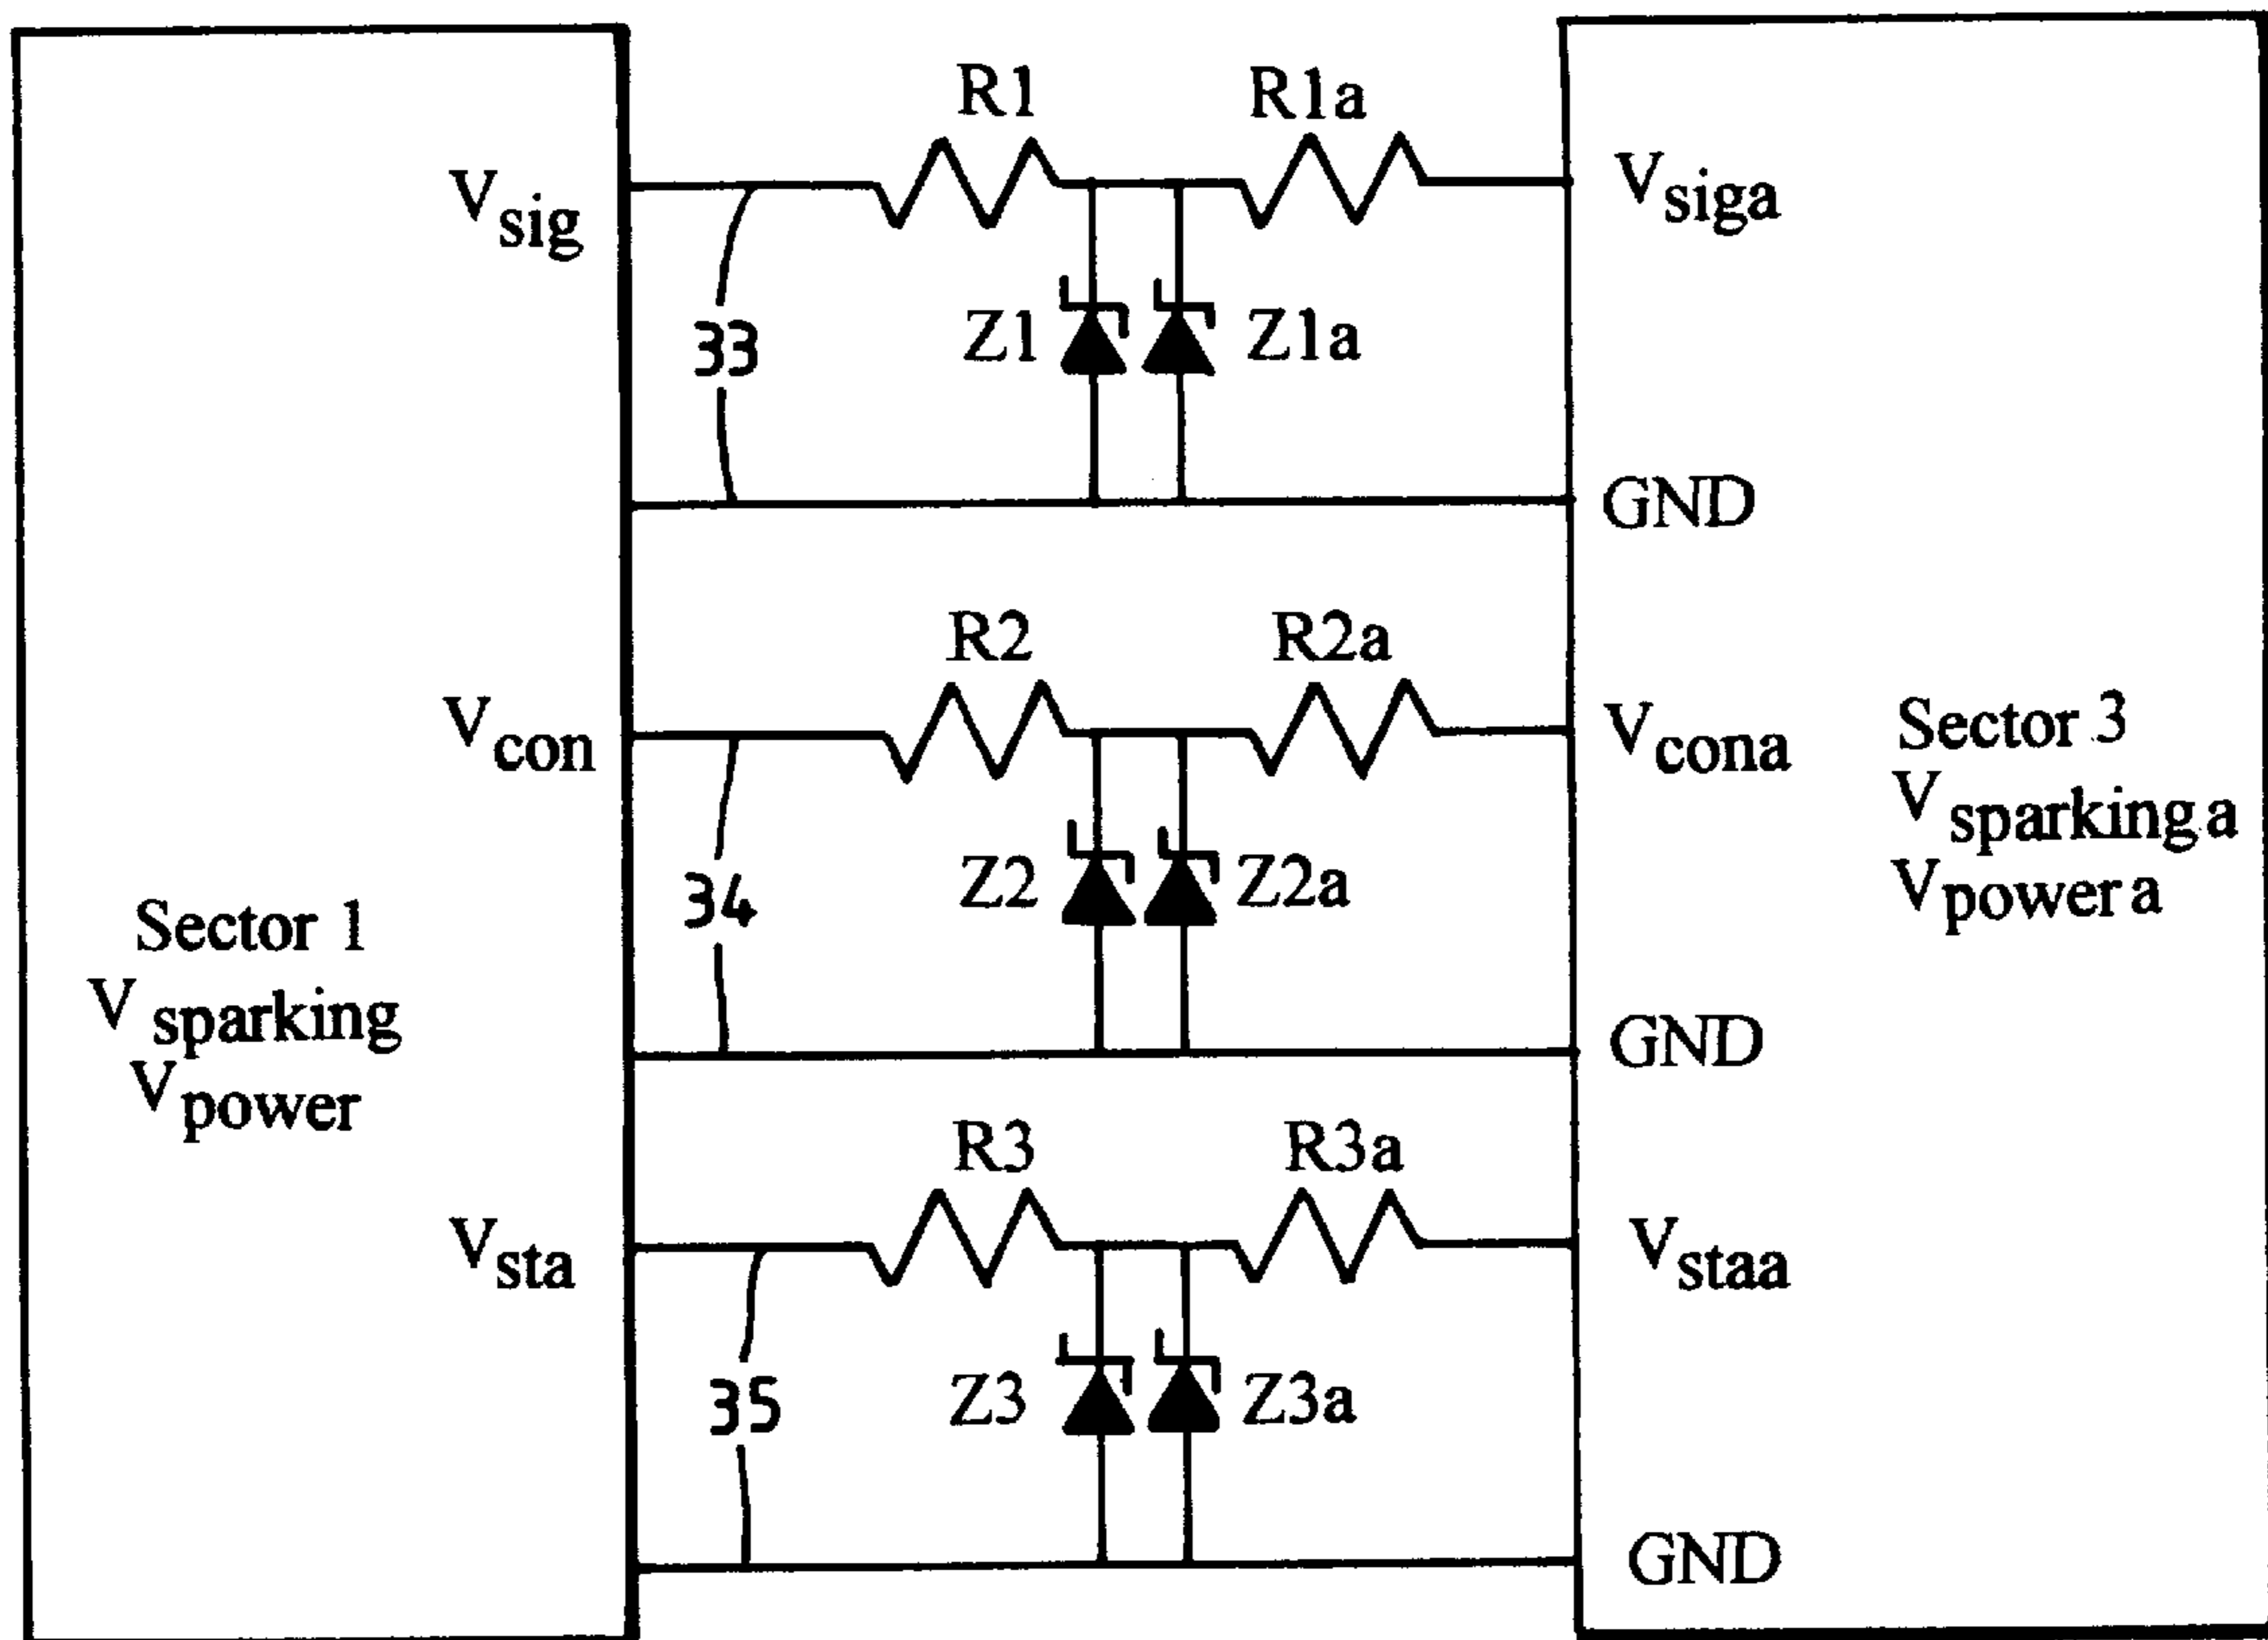 R1 R1a
Vsig Vsiga
33 Z1 Z1a
GND
R2 R2a
Vcon Vcona
Sector 3
Vsparking a
Vpower a
34 Z2 Z2a
Sector 1
Vsparking
Vpower
GND
R3 R3a
Vsta Vstaa
35 Z3 Z3a
GND